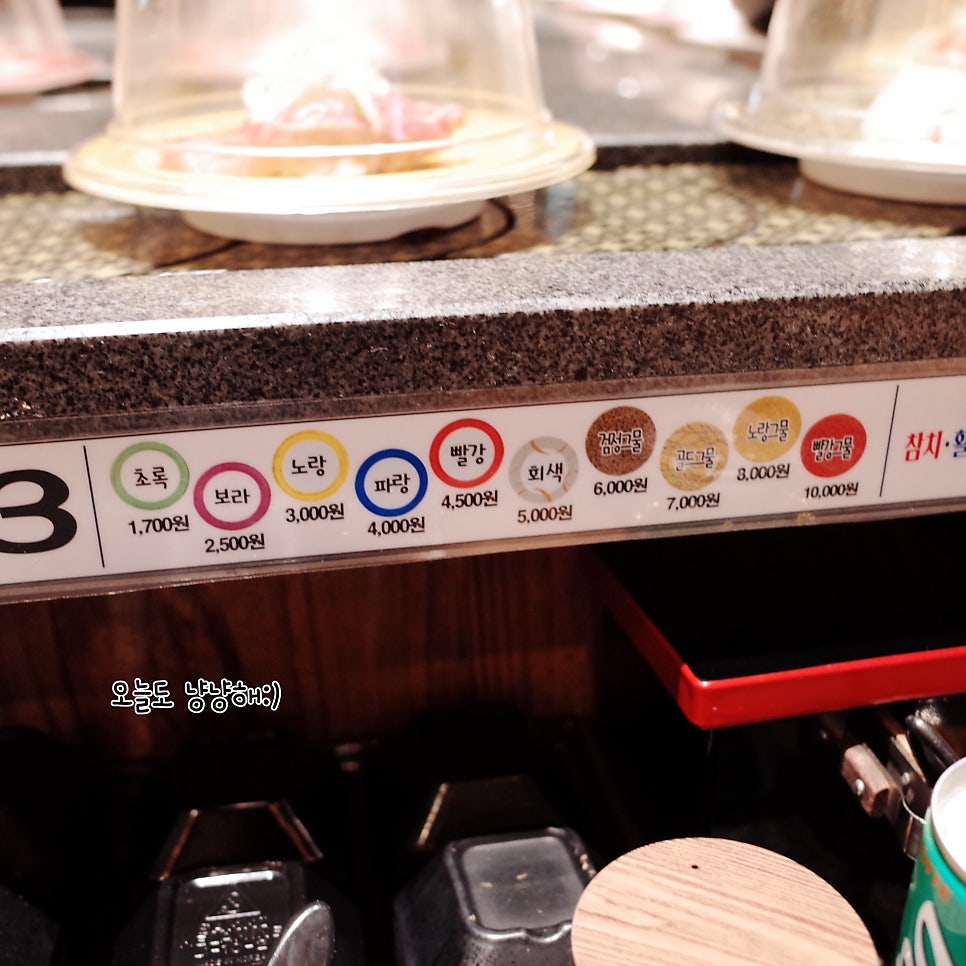 3
초록
1,700원
보라
2,500원
노랑
3,000원
파랑
4,000원
빨강
4,500원
회색
5,000원
검정그물
6,000원
골드그물
7,000원
노랑그물
8,000원
빨강그물
10,000원
참치·활
오늘도 냥냥해:)